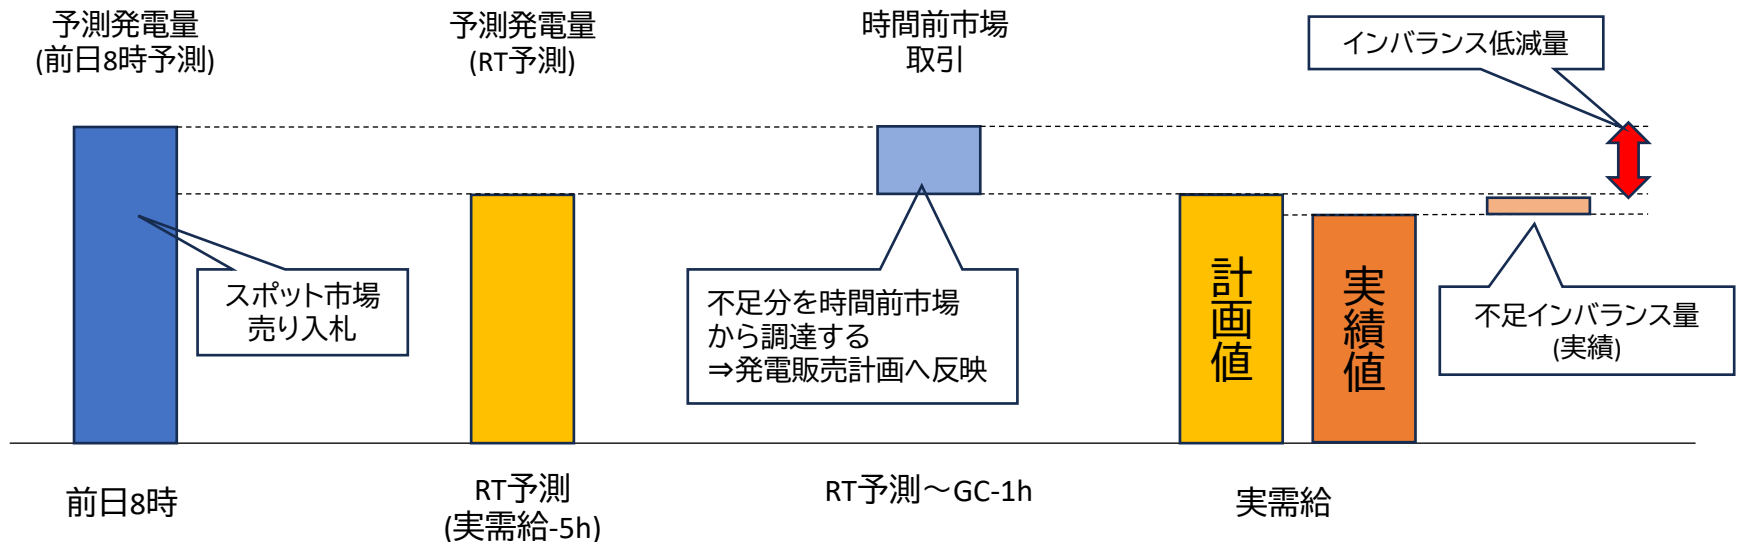 予測発電量
(前日8時予測)
予測発電量
(RT予測)
時間前市場
取引
インバランス低減量
スポット市場
売り入札
不足分を時間前市場
から調達する
⇒発電販売計画へ反映
計画値
実績値
不足インバランス量
(実績)
前日8時
RT予測
(実需給-5h)
RT予測～GC-1h
実需給